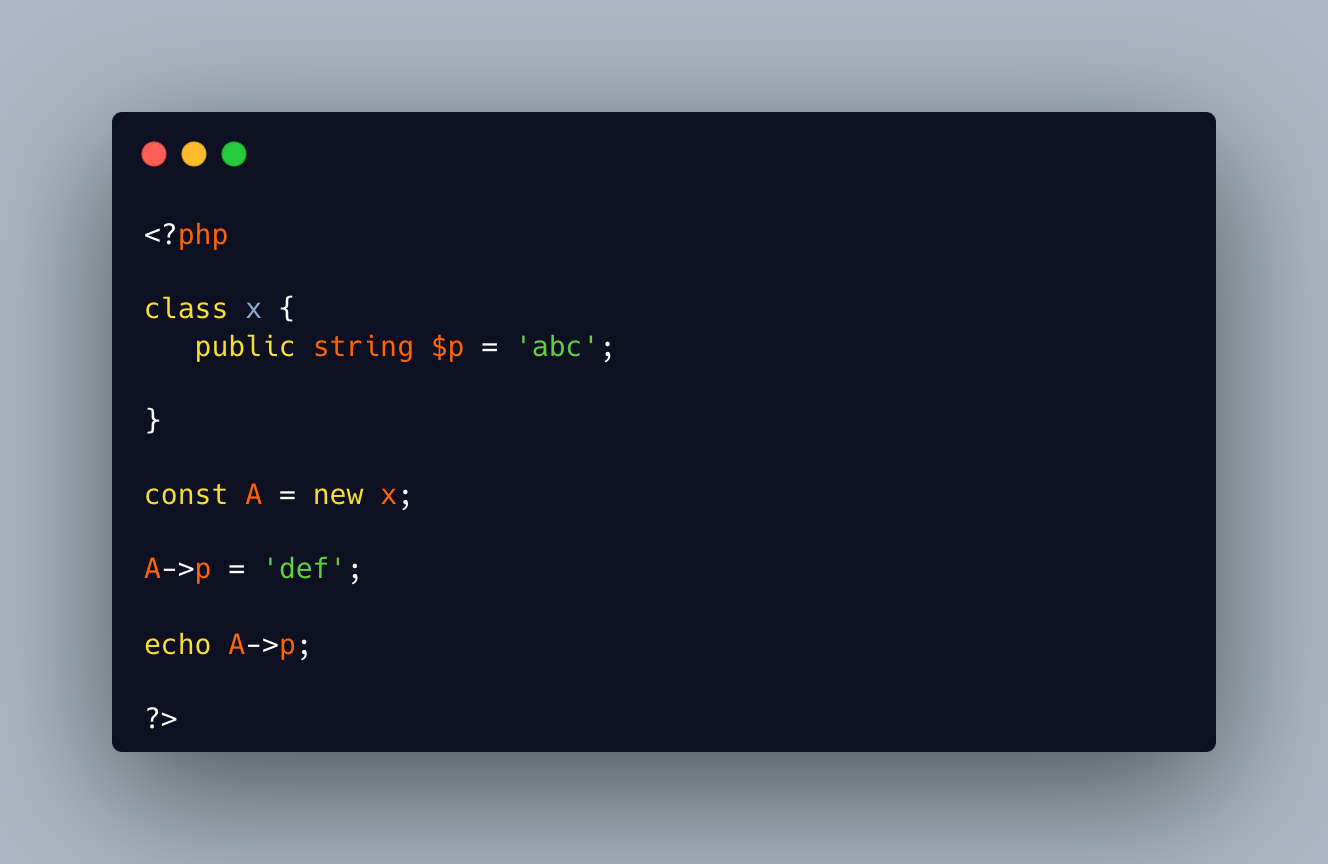 <?php
class x {
   public string $p = 'abc';
}
const A = new x;
A->p = 'def';
echo A->p;
?>